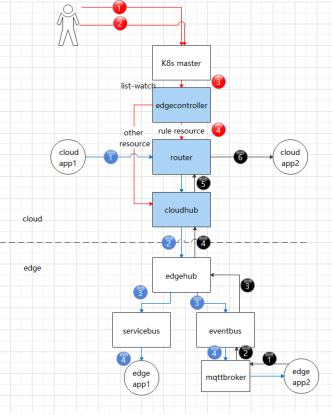 1
2
K8s master
list-watch
3
edgecontroller
other
resource
rule resource
4
cloud
app1
1
router
6
cloud
app2
5
cloudhub
cloud
2
4
edge
edgehub
3
3
3
servicebus
eventbus
4
4
2
1
edge
app1
mqttbroker
edge
app2